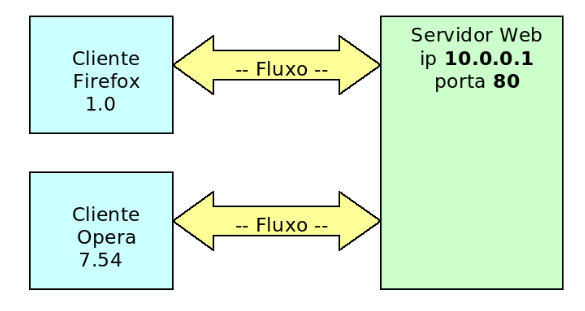 Cliente
Firefox
1.0
-- Fluxo --
Servidor Web
ip 10.0.0.1
porta 80
Cliente
Opera
7.54
-- Fluxo --